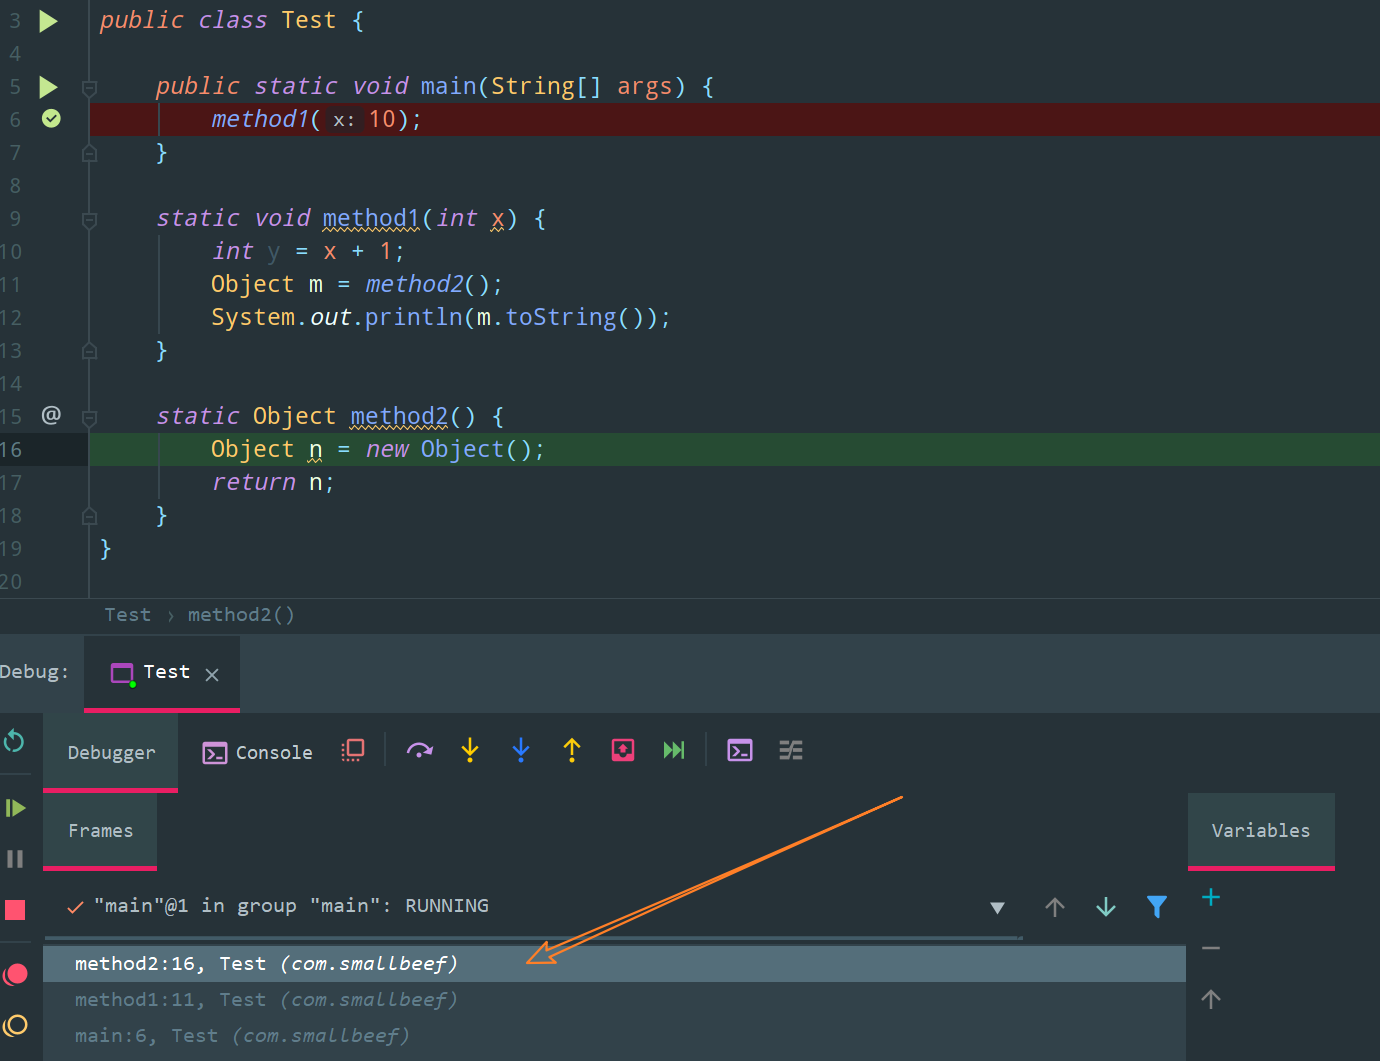 3 public class Test {
4
5 public static void main(String[] args) {
6 method1( x: 10);
7 }
8
9 static void method1(int x) {
10 int y = x + 1;
11 Object m = method2();
12 System.out.println(m.toString());
13 }
14
15 @ static Object method2() {
16 Object n = new Object();
17 return n;
18 }
19 }
20
Test › method2()
Debug: Test ×
Debugger Console
Frames Variables
"main"@1 in group "main": RUNNING
method2:16, Test (com.smallbeef)
method1:11, Test (com.smallbeef)
main:6, Test (com.smallbeef)